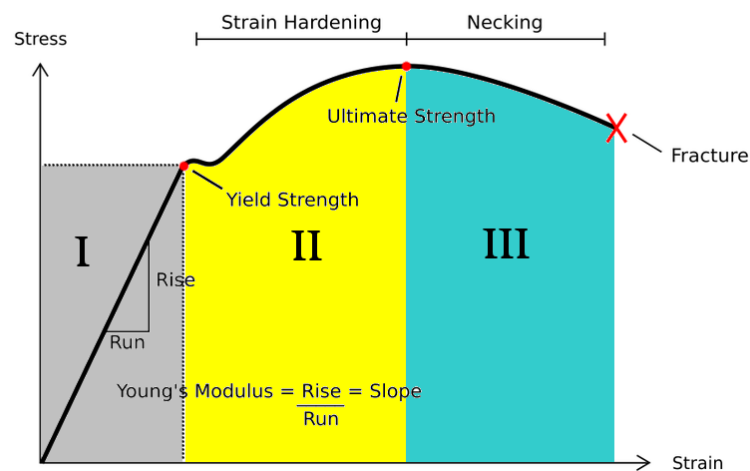 Strain Hardening
Necking
Stress
Ultimate Strength
Fracture
Yield Strength
I
II
III
Rise
Run
Young's Modulus = Rise = Slope
Run
Strain